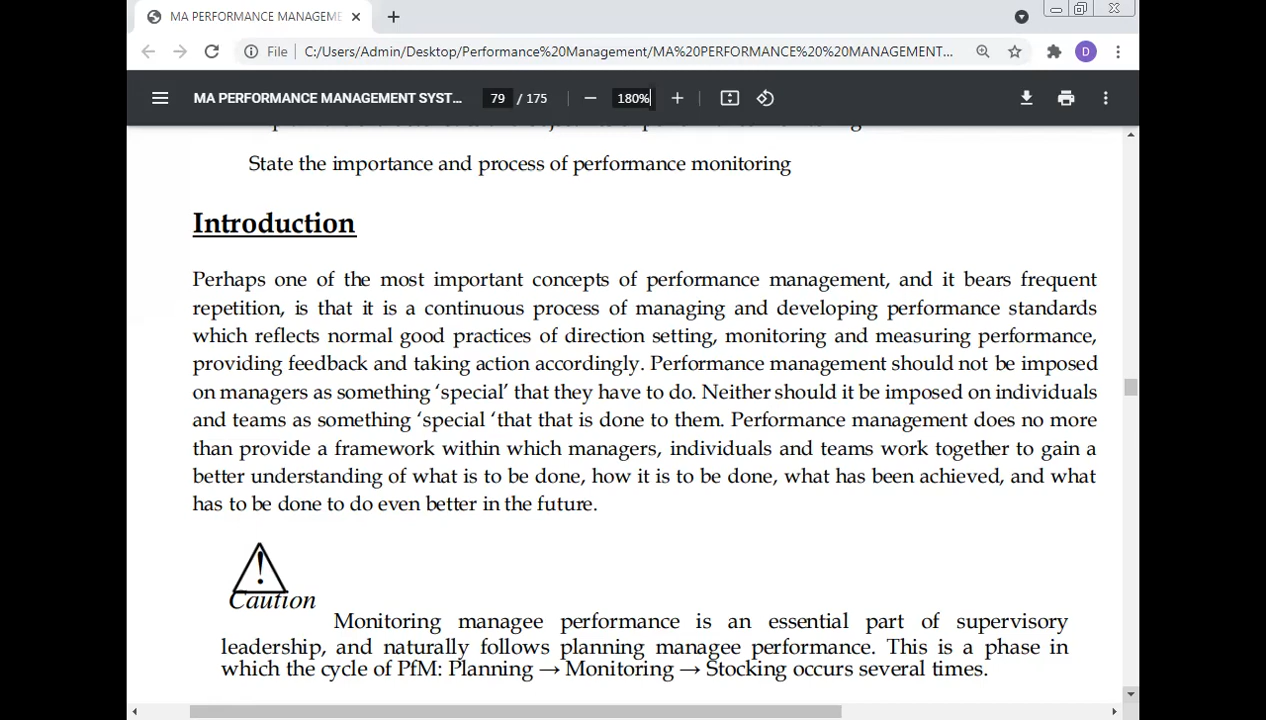 MA PERFORMANCE MANAGEME
File C:/Users/Admin/Desktop/Performance%20Management/MA%20PERFORMANCE%20%20MANAGEMENT... D
MA PERFORMANCE MANAGEMENT SYST... 79 / 175 180%
State the importance and process of performance monitoring
Introduction
Perhaps one of the most important concepts of performance management, and it bears frequent
repetition, is that it is a continuous process of managing and developing performance standards
which reflects normal good practices of direction setting, monitoring and measuring performance,
providing feedback and taking action accordingly. Performance management should not be imposed
on managers as something ‘special’ that they have to do. Neither should it be imposed on individuals
and teams as something ‘special ‘that that is done to them. Performance management does no more
than provide a framework within which managers, individuals and teams work together to gain a
better understanding of what is to be done, how it is to be done, what has been achieved, and what
has to be done to do even better in the future.
!
Caution
Monitoring managee performance is an essential part of supervisory
leadership, and naturally follows planning managee performance. This is a phase in
which the cycle of PfM: Planning → Monitoring → Stocking occurs several times.